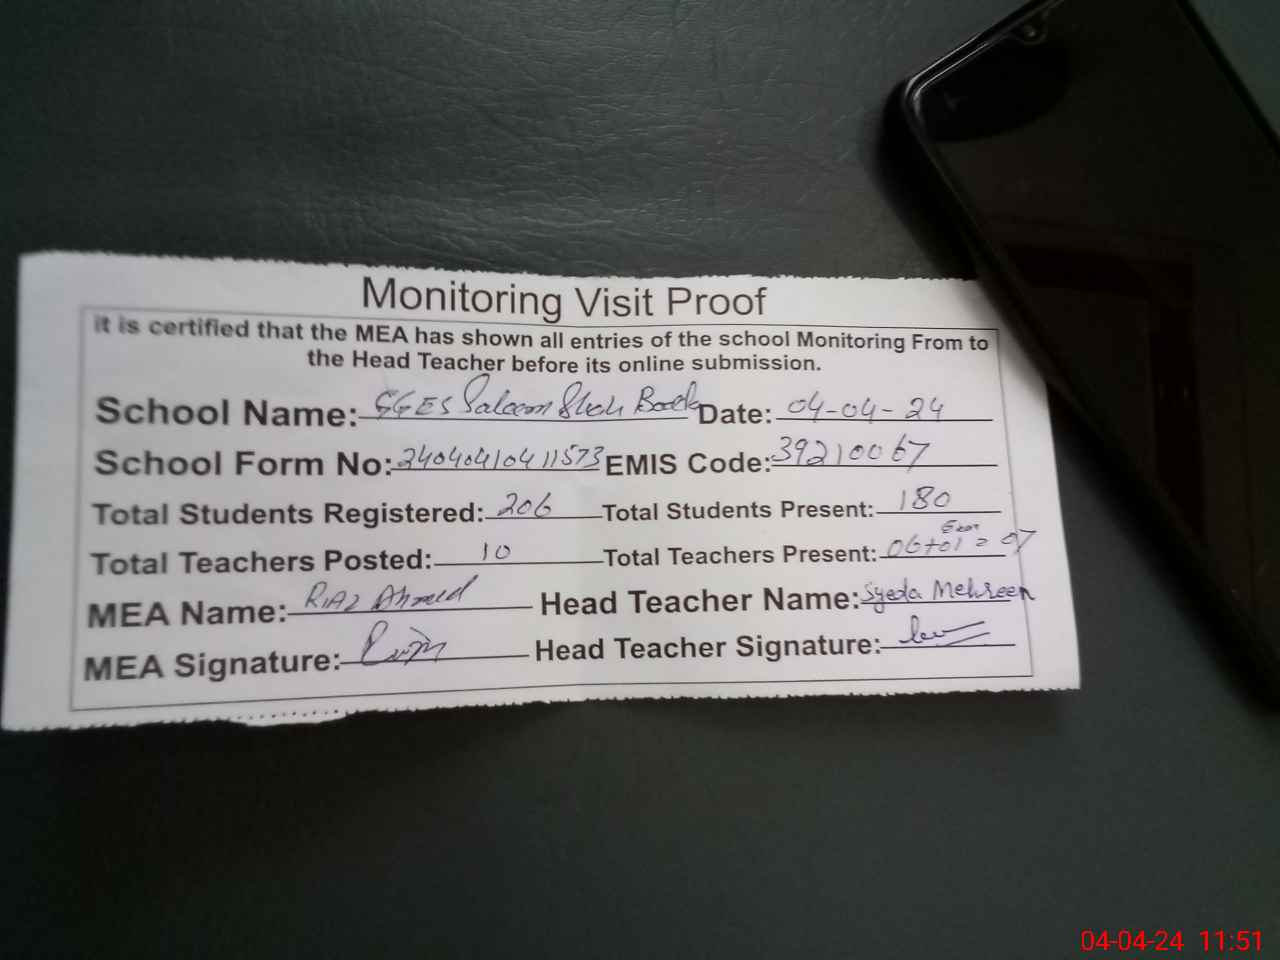 Monitoring Visit Proof
it is certified that the MEA has shown all entries of the school Monitoring From to
the Head Teacher before its online submission.
School Name: GGES Saleem Shah Date: 04-04-24
School Form No: 240404104 11573 EMIS Code: 39210067
Total Students Registered: 206 Total Students Present: 180
Total Teachers Posted: 10 Total Teachers Present: 06+01 = 07
MEA Name: RIAZ Ahmed Head Teacher Name: Syeda Mehreen
MEA Signature: Head Teacher Signature:
04-04-24 11:51